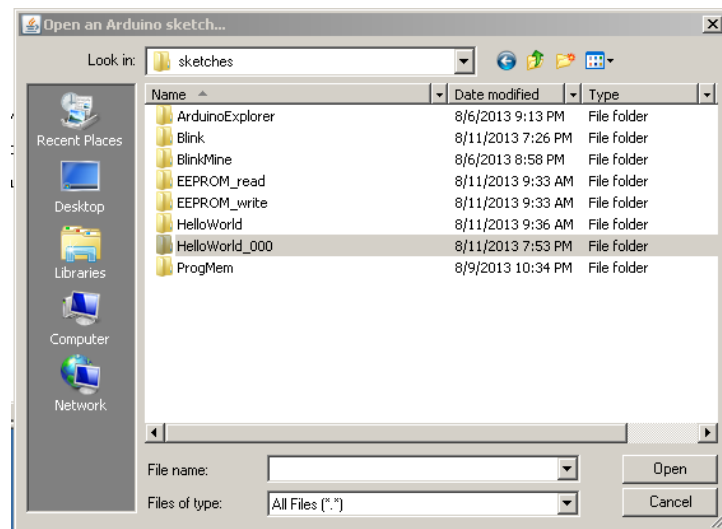 Open an Arduino sketch...
Look in: sketches
Name Date modified Type
ArduinoExplorer 8/6/2013 9:13 PM File folder
Blink 8/11/2013 7:26 PM File folder
BlinkMine 8/6/2013 8:58 PM File folder
EEPROM_read 8/11/2013 9:33 AM File folder
EEPROM_write 8/11/2013 9:33 AM File folder
HelloWorld 8/11/2013 9:36 AM File folder
HelloWorld_000 8/11/2013 7:53 PM File folder
ProgMem 8/9/2013 10:34 PM File folder
Recent Places
Desktop
Libraries
Computer
Network
File name: Open
Files of type: All Files (*.*) Cancel